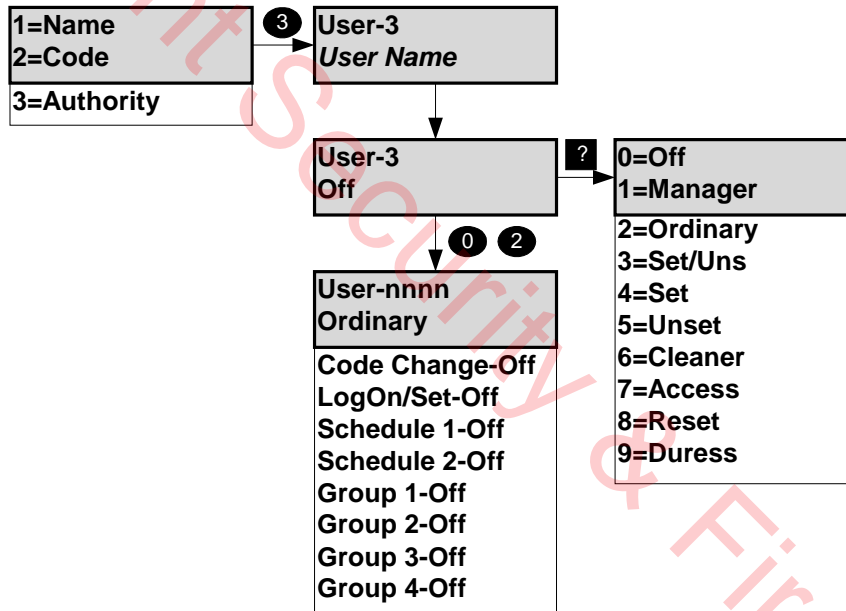 1=Name
2=Code
3=Authority
3
User-3
User Name
User-3
Off
?
0=Off
1=Manager
2=Ordinary
3=Set/Uns
4=Set
5=Unset
6=Cleaner
7=Access
8=Reset
9=Duress
0 2
User-nnnn
Ordinary
Code Change-Off
LogOn/Set-Off
Schedule 1-Off
Schedule 2-Off
Group 1-Off
Group 2-Off
Group 3-Off
Group 4-Off
nt Security & Fir